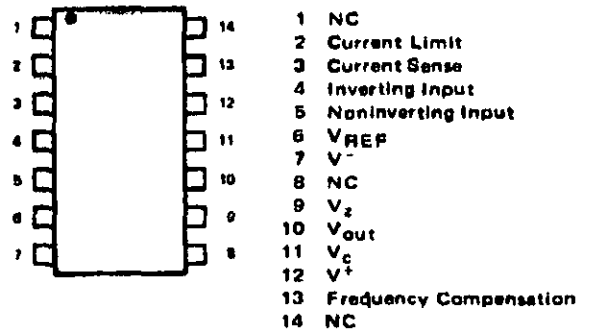 1 14
2 13
3 12
4 11
5 10
6 9
7 8
1 NC
2 Current Limit
3 Current Sense
4 Inverting Input
5 Noninverting Input
6 VREF
7 V-
8 NC
9 Vz
10 Vout
11 Vc
12 V+
13 Frequency Compensation
14 NC